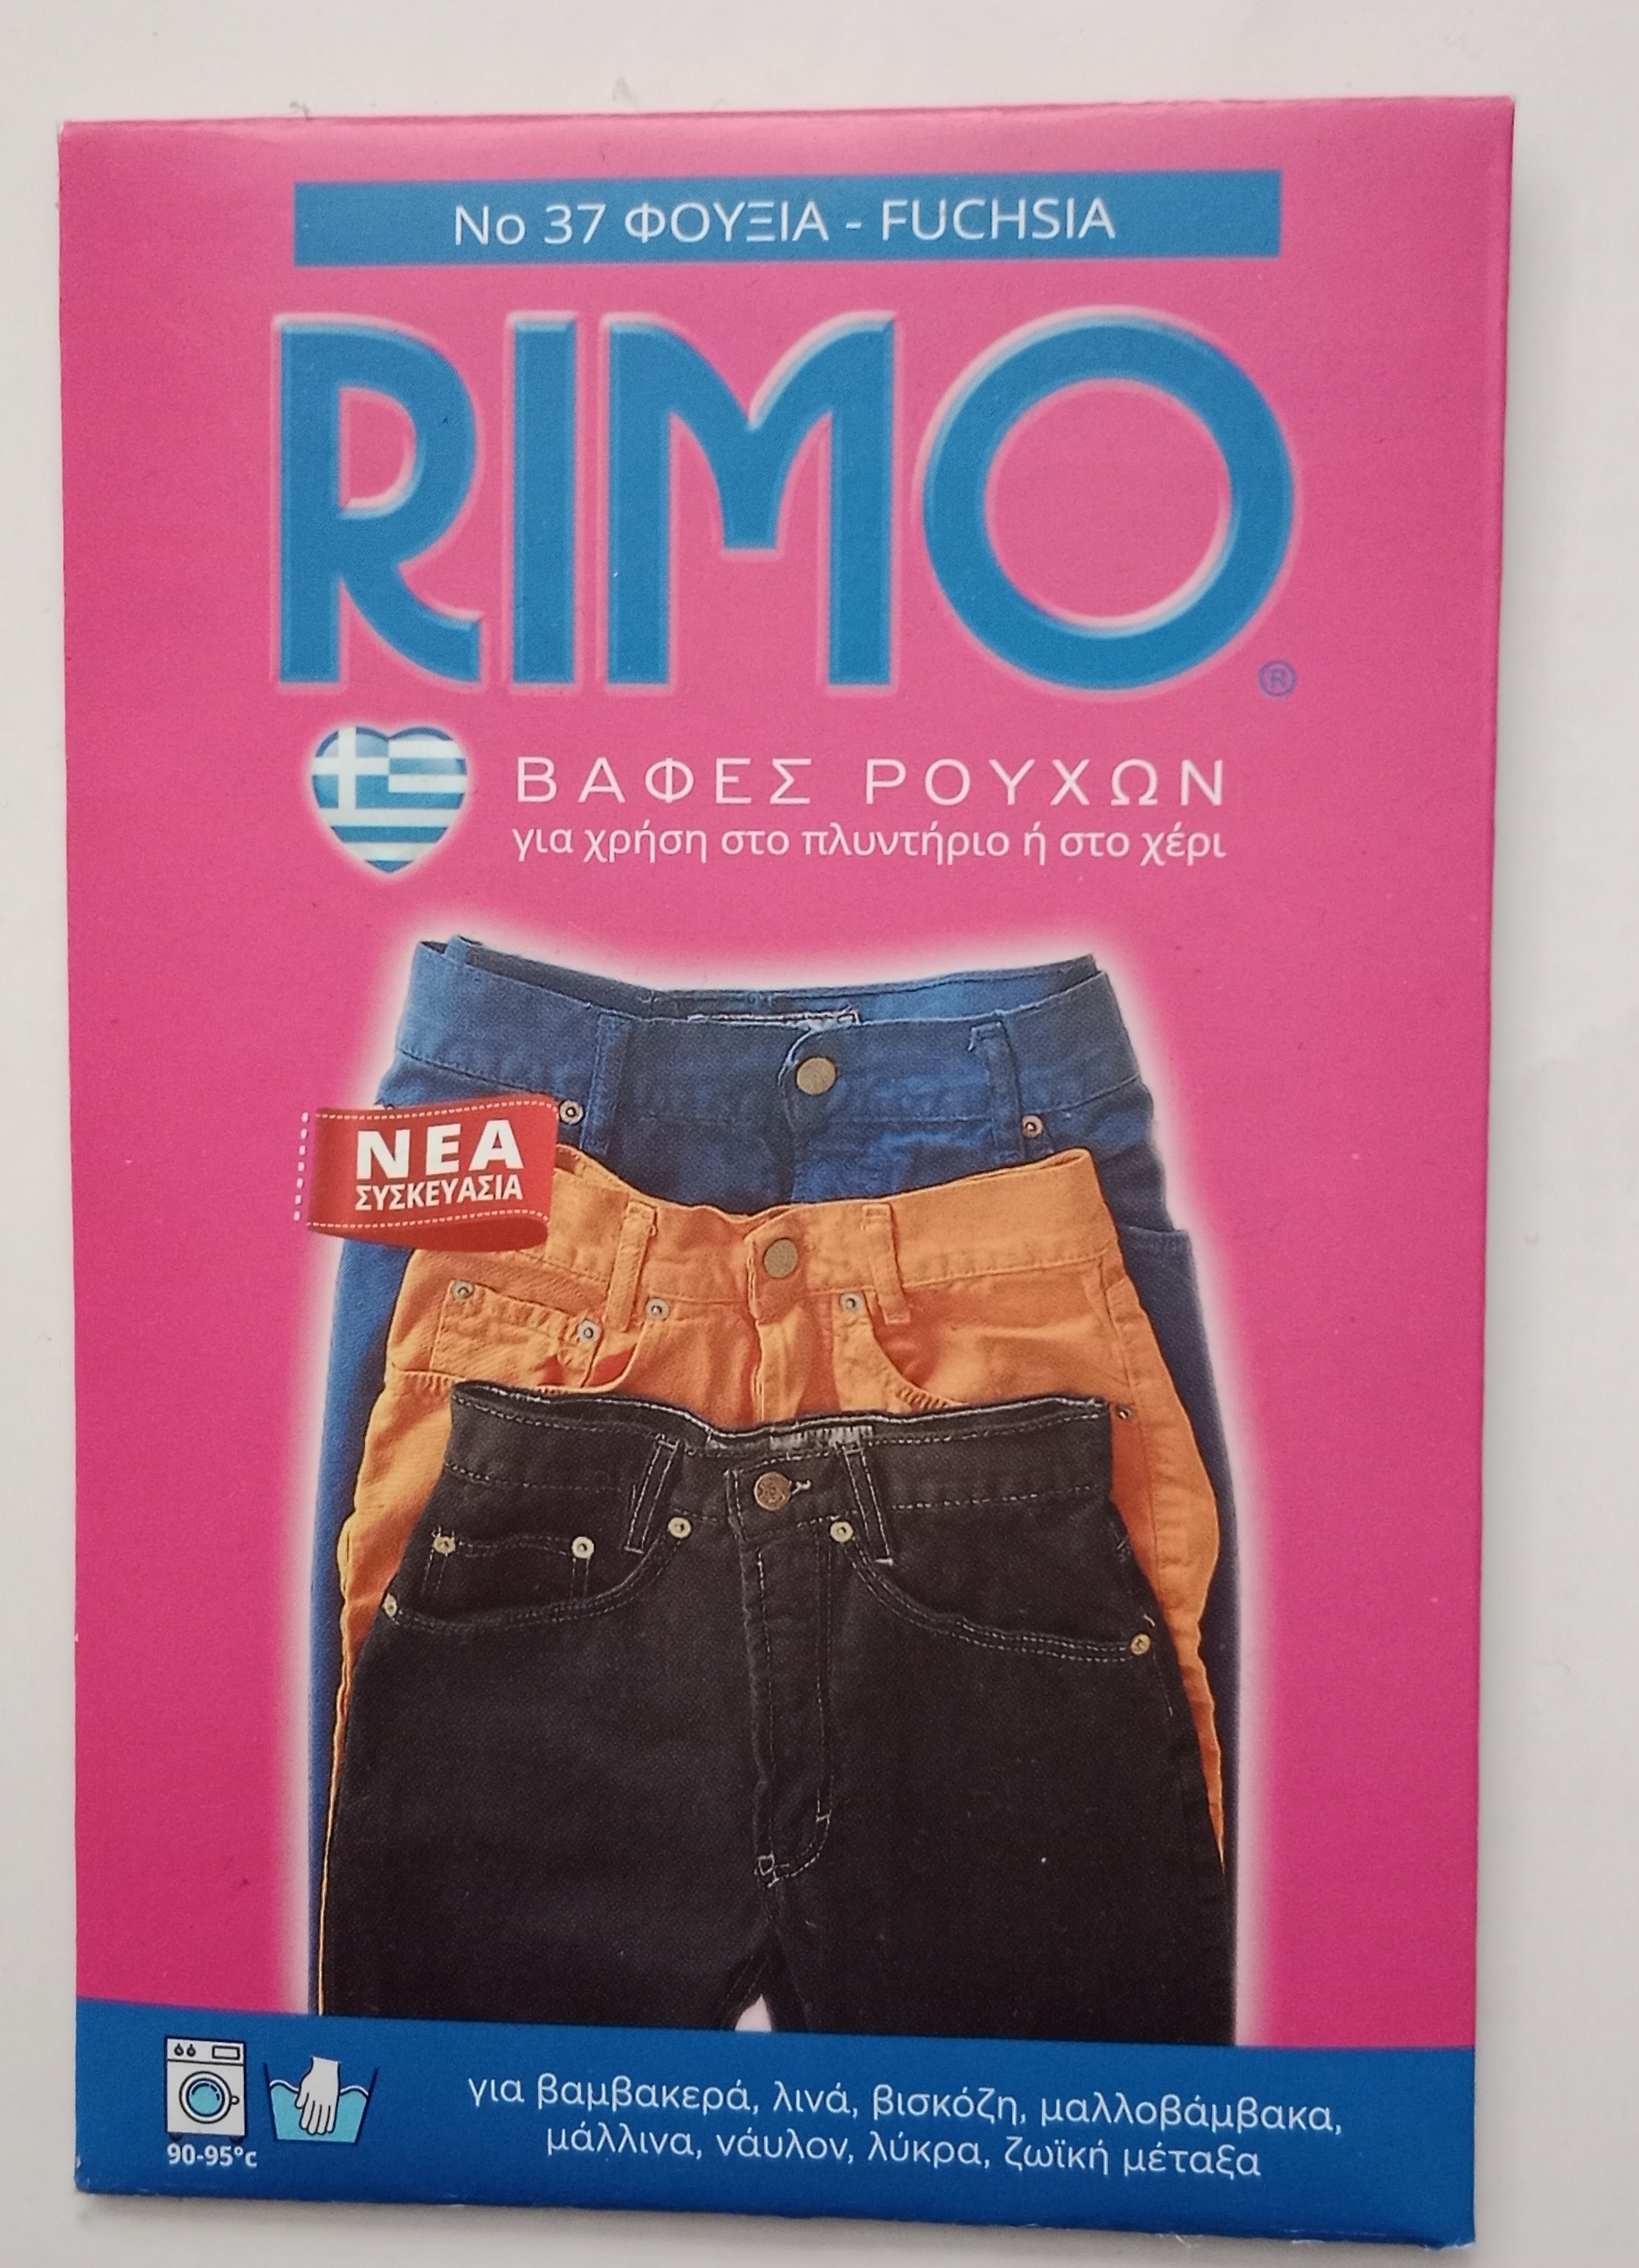 No 37 ΦΟΥΞΙΑ - FUCHSIA
RIMO®
ΒΑΦΕΣ ΡΟΥΧΩΝ
για χρήση στο πλυντήριο ή στο χέρι
ΝΕΑ
ΣΥΣΚΕΥΑΣΙΑ
90-95°c
για βαμβακερά, λινά, βισκόζη, μαλλοβάμβακα,
μάλλινα, νάυλον, λύκρα, ζωϊκή μέταξα